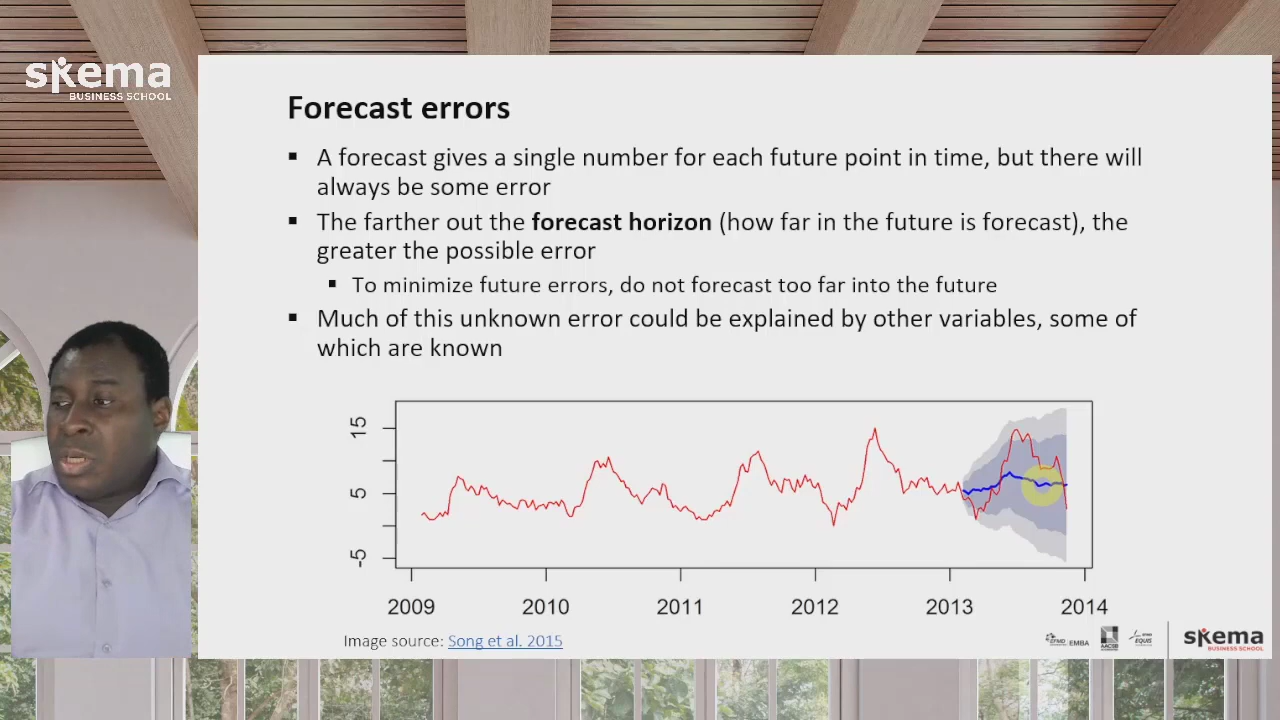 skema
BUSINESS SCHOOL
Forecast errors
▪ A forecast gives a single number for each future point in time, but there will
always be some error
▪ The farther out the forecast horizon (how far in the future is forecast), the
greater the possible error
▪ To minimize future errors, do not forecast too far into the future
▪ Much of this unknown error could be explained by other variables, some of
which are known
15
5
-5
2009 2010 2011 2012 2013 2014
Image source: Song et al. 2015
EMBA
AACSB
EQUIS
skema
BUSINESS SCHOOL